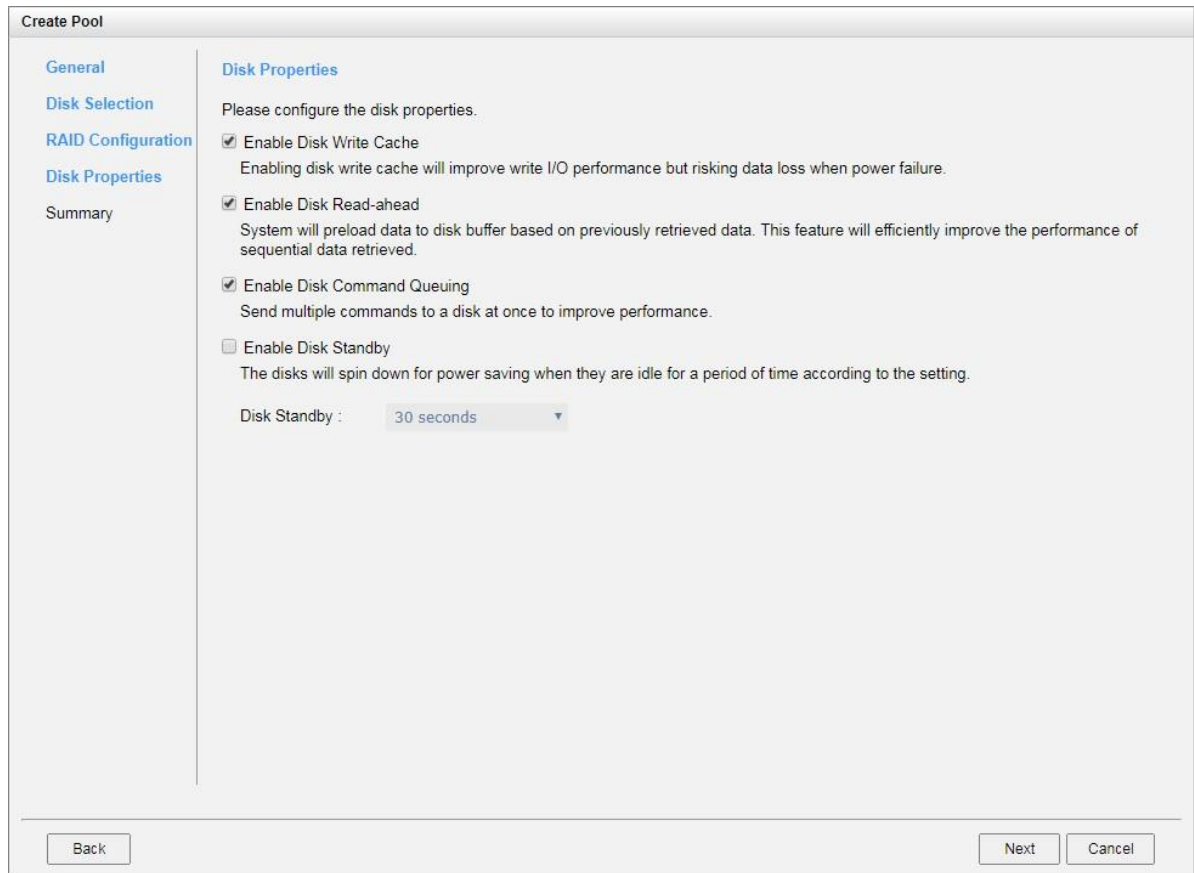 Create Pool
General
Disk Selection
RAID Configuration
Disk Properties
Summary
Disk Properties
Please configure the disk properties.
Enable Disk Write Cache
Enabling disk write cache will improve write I/O performance but risking data loss when power failure.
Enable Disk Read-ahead
System will preload data to disk buffer based on previously retrieved data. This feature will efficiently improve the performance of
sequential data retrieved.
Enable Disk Command Queuing
Send multiple commands to a disk at once to improve performance.
Enable Disk Standby
The disks will spin down for power saving when they are idle for a period of time according to the setting.
Disk Standby : 30 seconds
Back Next Cancel